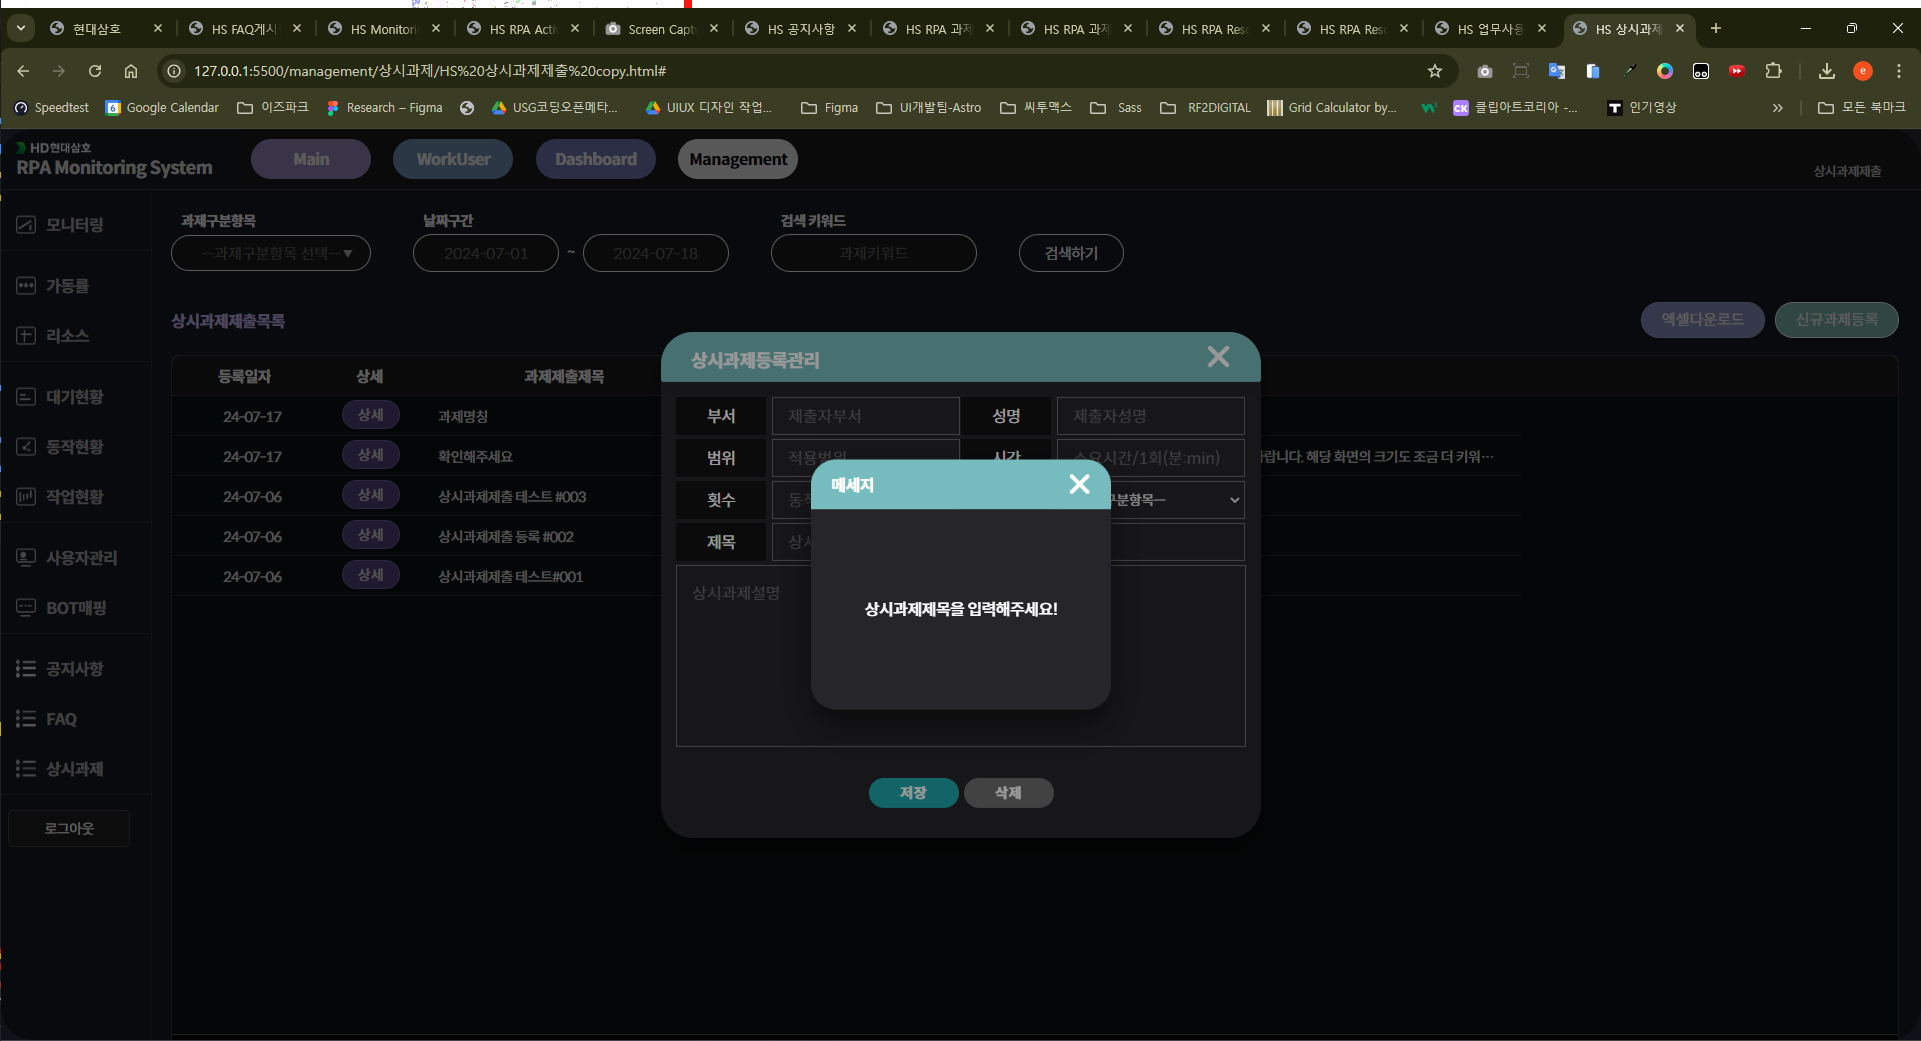 현대삼호
HS FAQ게시
HS Monitori
HS RPA Acti
Screen Capt
HS 공지사항
HS RPA 과제
HS RPA 과제
HS RPA Res
HS RPA Res
HS 업무사용
HS 상시과제
127.0.0.1:5500/management/상시과제/HS%20상시과제제출%20copy.html#
e
Speedtest
6 Google Calendar
이즈파크
Research – Figma
USG코딩오픈메타...
UIUX 디자인 작업...
Figma
UI개발팀-Astro
씨투맥스
Sass
RF2DIGITAL
Grid Calculator by...
CK 클립아트코리아 -...
T 인기영상
모든 북마크
HD현대삼호
RPA Monitoring System
Main
WorkUser
Dashboard
Management
상시과제제출
모니터링
가동률
리소스
대기현황
동작현황
작업현황
사용자관리
BOT매핑
공지사항
FAQ
상시과제
로그아웃
과제구분항목
날짜구간
검색 키워드
--과제구분항목 선택--▼
2024-07-01 ~ 2024-07-18
과제키워드
검색하기
상시과제제출목록
엑셀다운로드
신규과제등록
등록일자 상세 과제제출제목
24-07-17 상세 과제명칭
24-07-17 상세 확인해주세요
랍니다. 해당 화면의 크기도 조금 더 키워…
24-07-06 상세 상시과제제출 테스트 #003
24-07-06 상세 상시과제제출 등록 #002
24-07-06 상세 상시과제제출 테스트#001
상시과제등록관리
부서 제출자부서 성명 제출자성명
범위 적용범위 시간 소요시간/1회(분:min)
횟수 동작
구분항목--
제목 상시
상시과제설명
저장
삭제
메세지
상시과제제목을 입력해주세요!